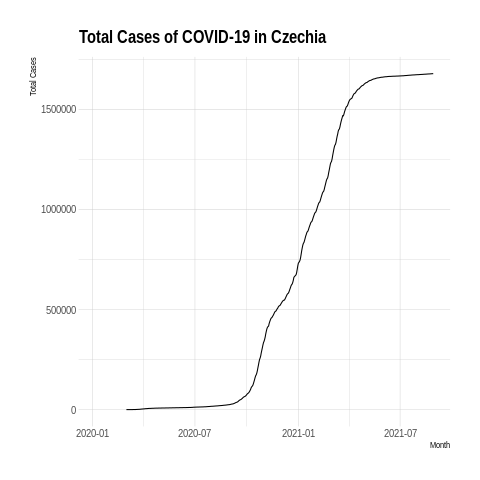 Total Cases of COVID-19 in Czechia
Total Cases
1500000
1000000
500000
0
2020-01 2020-07 2021-01 2021-07
Month